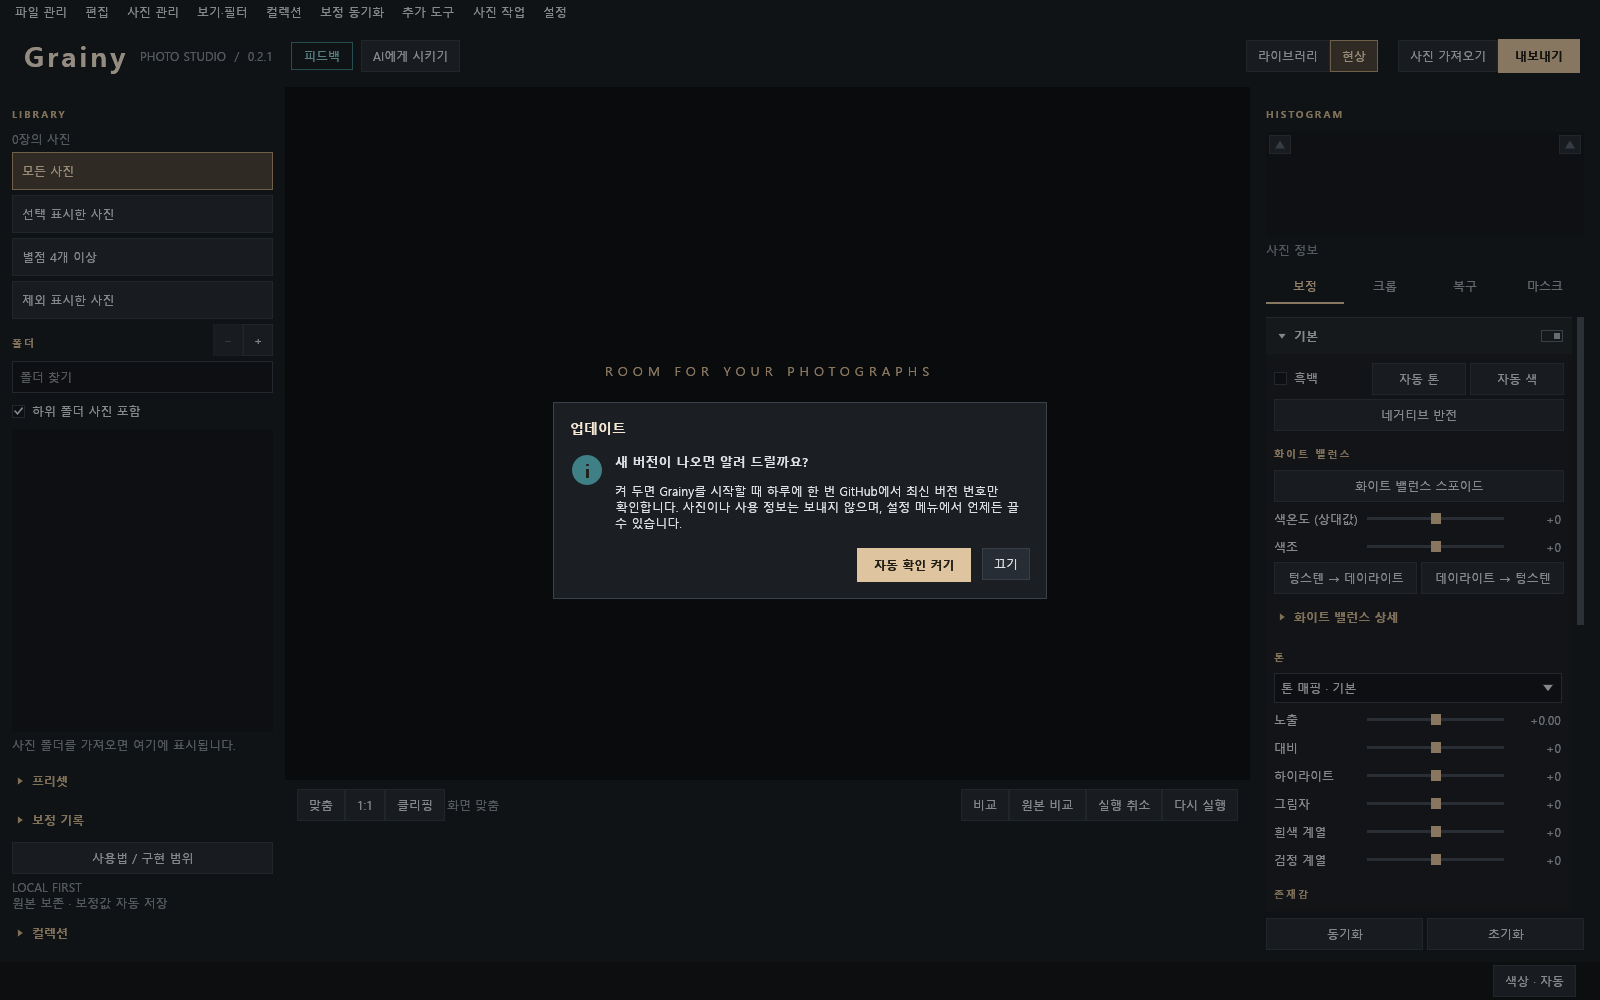 파일 관리 편집 사진 관리 보기·필터 컬렉션 보정 동기화 추가 도구 사진 작업 설정
Grainy PHOTO STUDIO / 0.2.1 피드백 AI에게 시키기 라이브러리 현상 사진 가져오기 내보내기
LIBRARY
0장의 사진
모든 사진
선택 표시한 사진
별점 4개 이상
제외 표시한 사진
폴더 − +
폴더 찾기
하위 폴더 사진 포함
사진 폴더를 가져오면 여기에 표시됩니다.
프리셋
보정 기록
사용법 / 구현 범위
LOCAL FIRST
원본 보존 · 보정값 자동 저장
컬렉션
ROOM FOR YOUR PHOTOGRAPHS
업데이트
새 버전이 나오면 알려 드릴까요?
켜 두면 Grainy를 시작할 때 하루에 한 번 GitHub에서 최신 버전 번호만
확인합니다. 사진이나 사용 정보는 보내지 않으며, 설정 메뉴에서 언제든 끌
수 있습니다.
자동 확인 켜기 끄기
맞춤 1:1 클리핑 화면 맞춤 비교 원본 비교 실행 취소 다시 실행
HISTOGRAM
사진 정보
보정 크롭 복구 마스크
기본
흑백 자동 톤 자동 색
네거티브 반전
화이트 밸런스
화이트 밸런스 스포이드
색온도 (상대값) +0
색조 +0
텅스텐 → 데이라이트 데이라이트 → 텅스텐
화이트 밸런스 상세
톤
톤 매핑 · 기본
노출 +0.00
대비 +0
하이라이트 +0
그림자 +0
흰색 계열 +0
검정 계열 +0
존재감
동기화 초기화
색상 · 자동